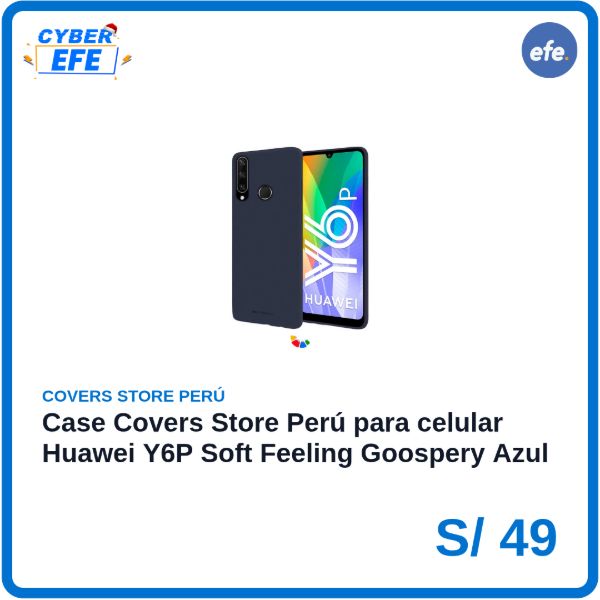 CYBER
EFE
efe.
Y6P
HUAWEI
COVERS STORE PERÚ
Case Covers Store Perú para celular
Huawei Y6P Soft Feeling Goospery Azul
S/ 49